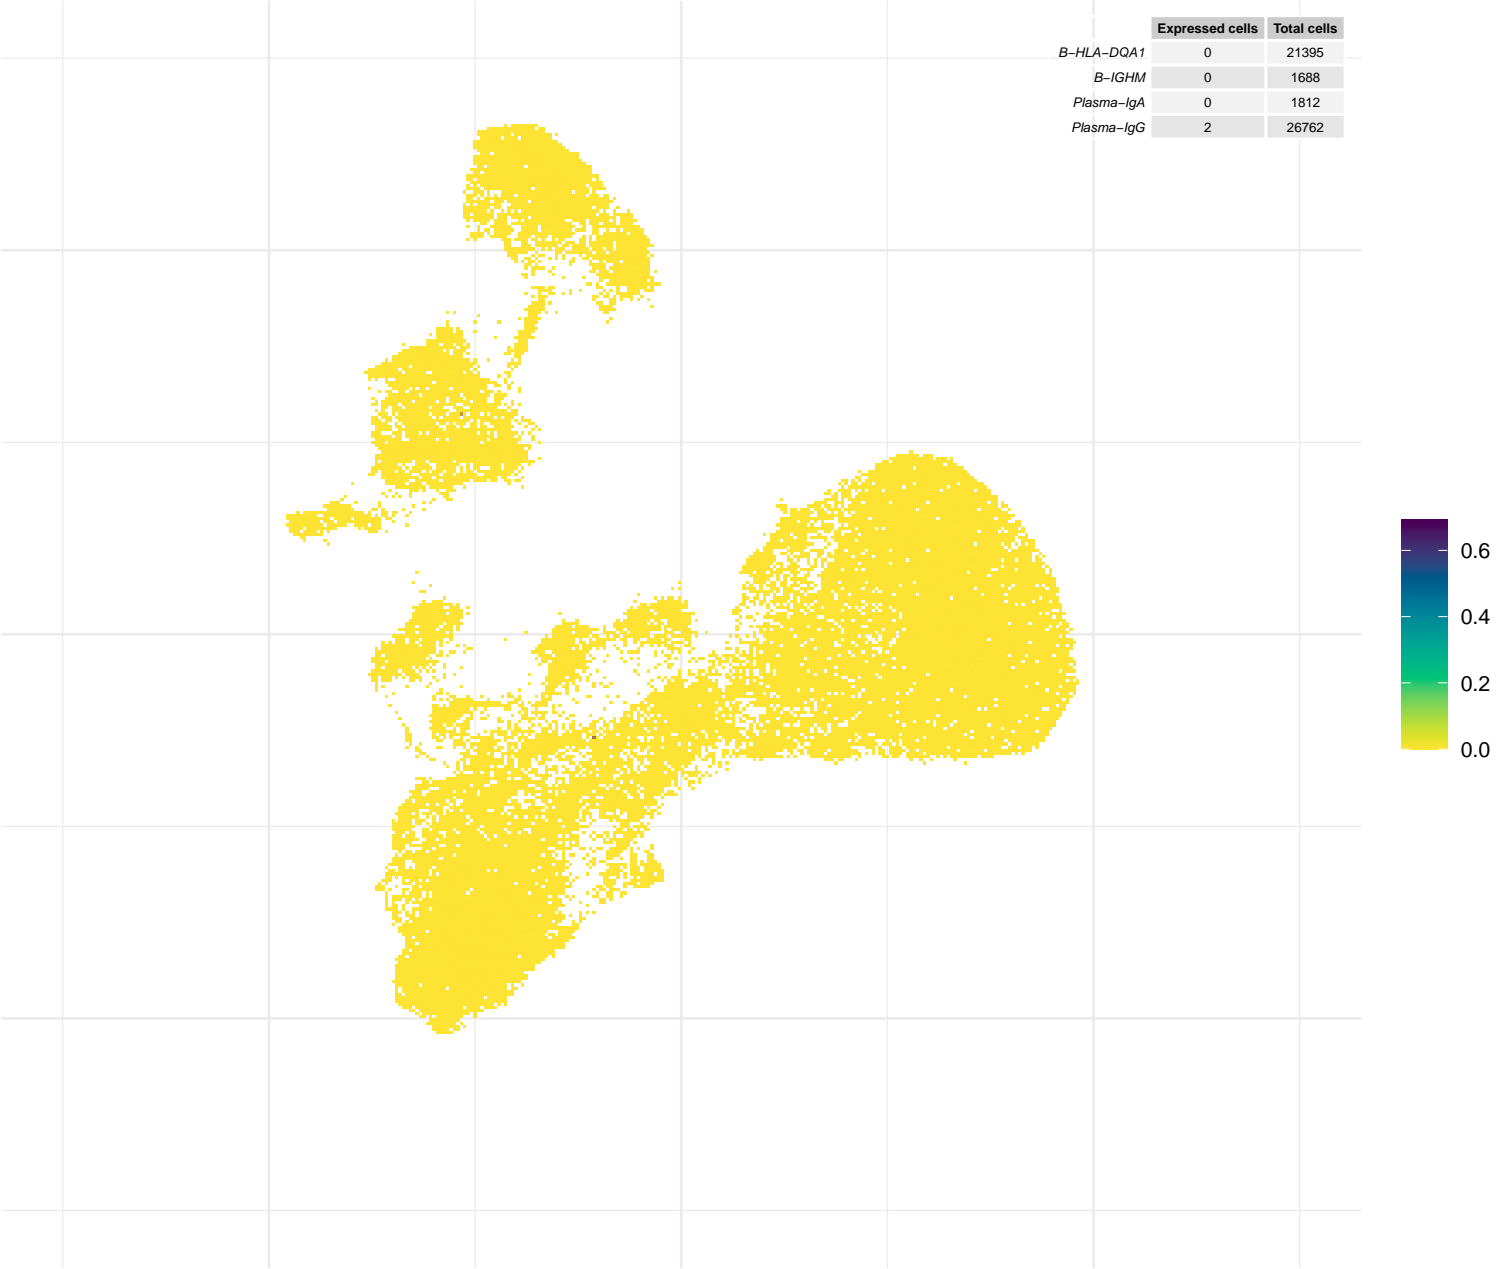 Expressed cells Total cells
B−HLA−DQA1 0 21395
B−IGHM 0 1688
Plasma−IgA 0 1812
Plasma−IgG 2 26762
0.6
0.4
0.2
0.0